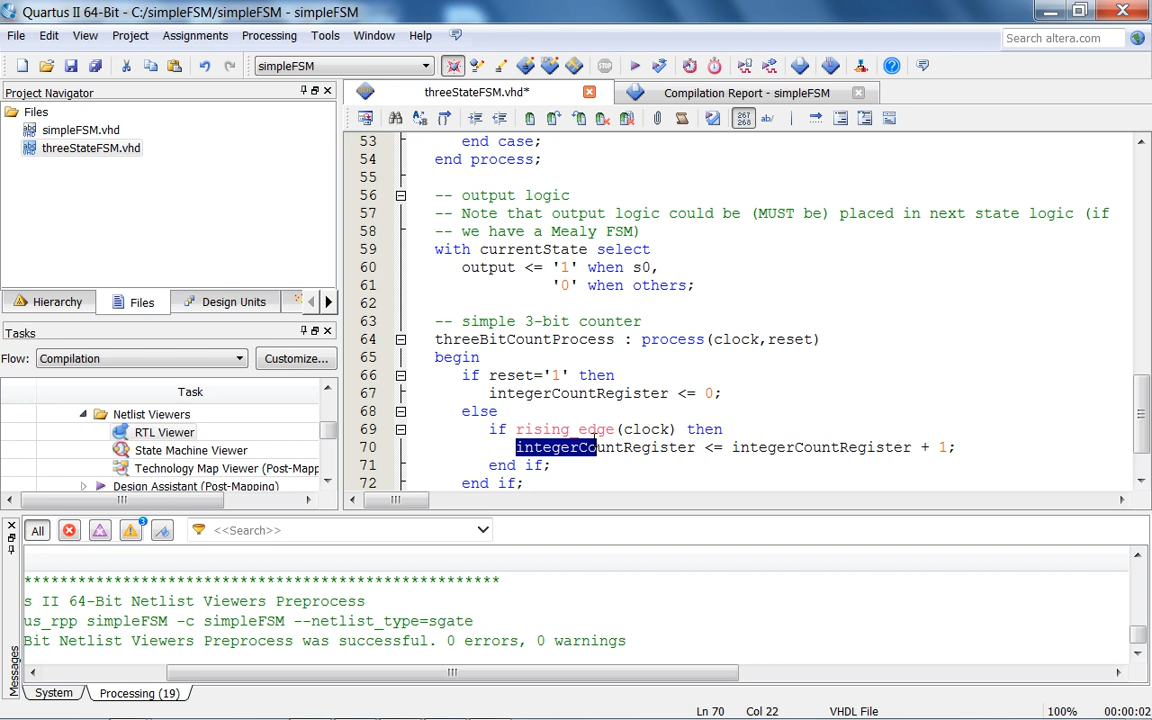 Quartus II 64-Bit - C:/simpleFSM/simpleFSM - simpleFSM
File Edit View Project Assignments Processing Tools Window Help
Search altera.com
simpleFSM
Project Navigator
Files
simpleFSM.vhd
threeStateFSM.vhd
Hierarchy Files Design Units
Tasks
Flow: Compilation Customize...
Task
Netlist Viewers
RTL Viewer
State Machine Viewer
Technology Map Viewer (Post-Mapp
Design Assistant (Post-Mapping)
threeStateFSM.vhd* Compilation Report - simpleFSM
267 268 ab/
53 end case;
54 end process;
55
56 -- output logic
57 -- Note that output logic could be (MUST be) placed in next state logic (if
58 -- we have a Mealy FSM)
59 with currentState select
60 output <= '1' when s0,
61 '0' when others;
62
63 -- simple 3-bit counter
64 threeBitCountProcess : process(clock,reset)
65 begin
66 if reset='1' then
67 integerCountRegister <= 0;
68 else
69 if rising_edge(clock) then
70 integerCountRegister <= integerCountRegister + 1;
71 end if;
72 end if;
All 3 <<Search>>
**************************************************
s II 64-Bit Netlist Viewers Preprocess
us_rpp simpleFSM -c simpleFSM --netlist_type=sgate
Bit Netlist Viewers Preprocess was successful. 0 errors, 0 warnings
Messages
System Processing (19)
Ln 70 Col 22 VHDL File 100% 00:00:02